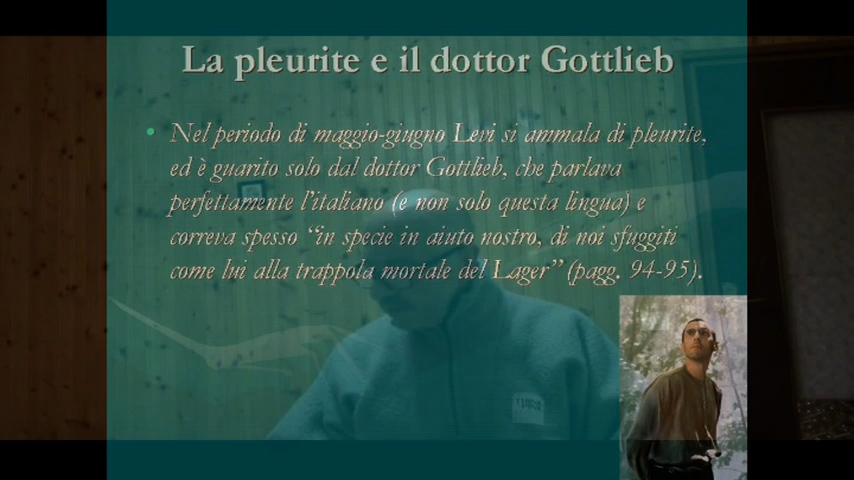 La pleurite e il dottor Gottlieb
• Nel periodo di maggio-giugno Levi si ammala di pleurite,
ed è guarito solo dal dottor Gottlieb, che parlava
perfettamente l'italiano (e non solo questa lingua) e
correva spesso “in specie in aiuto nostro, di noi sfuggiti
come lui alla trappola mortale del Lager” (pagg. 94-95).